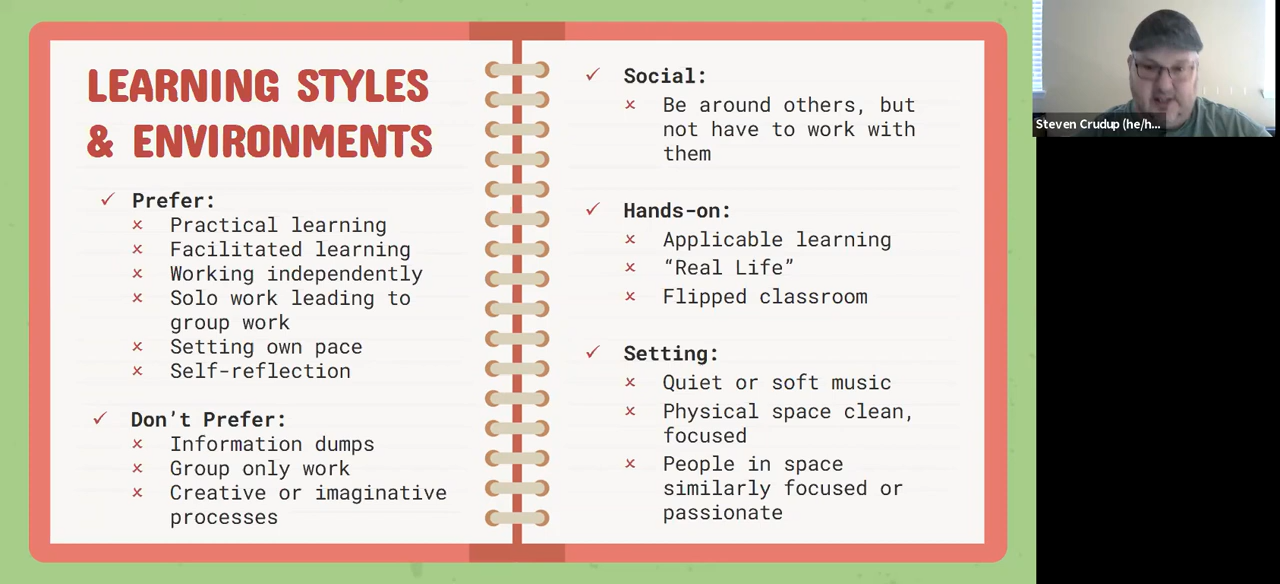 LEARNING STYLES
& ENVIRONMENTS
✓ Prefer:
× Practical learning
× Facilitated learning
× Working independently
× Solo work leading to
group work
× Setting own pace
× Self-reflection
✓ Don't Prefer:
× Information dumps
× Group only work
× Creative or imaginative
processes
✓ Social:
× Be around others, but
not have to work with
them
✓ Hands-on:
× Applicable learning
× “Real Life”
× Flipped classroom
✓ Setting:
× Quiet or soft music
× Physical space clean,
focused
× People in space
similarly focused or
passionate
Steven Crudup (he/h...